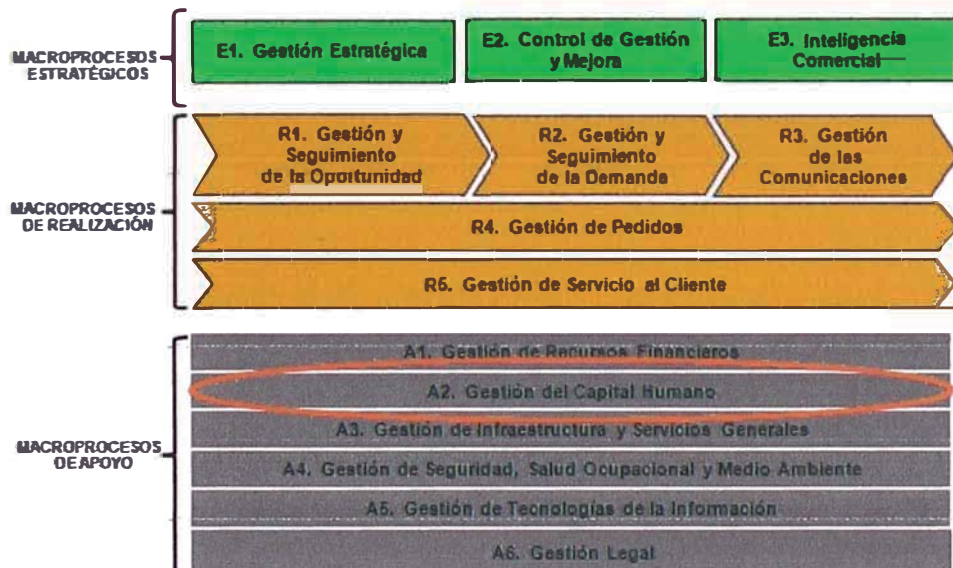 MACROPROCESOS
ESTRATÉGICOS
E1. Gestión Estratégica
E2. Control de Gestión
y Mejora
E3. Inteligencia
Comercial
MACROPROCESOS
DE REALIZACIÓN
R1. Gestión y
Seguimiento
de la Oportunidad
R2. Gestión y
Seguimiento
de la Demanda
R3. Gestión
de las
Comunicaciones
R4. Gestión de Pedidos
R5. Gestión de Servicio al Cliente
MACROPROCESOS
DE APOYO
A1. Gestión de Recursos Financieros
A2. Gestión del Capital Humano
A3. Gestión de Infraestructura y Servicios Generales
A4. Gestión de Seguridad, Salud Ocupacional y Medio Ambiente
A5. Gestión de Tecnologías de la Información
A6. Gestión Legal